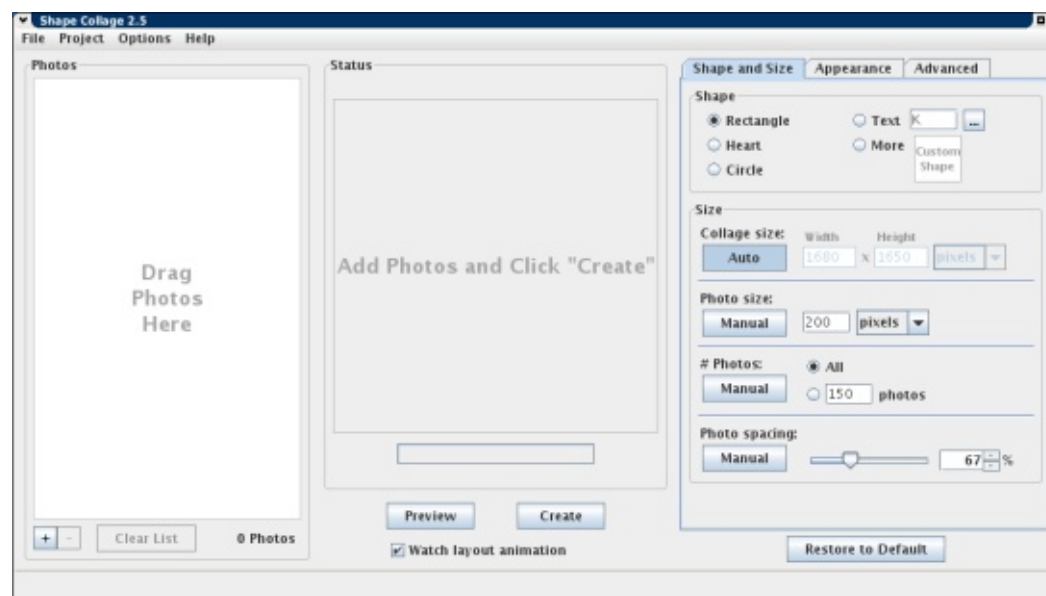 Shape Collage 2.5
File Project Options Help
Photos
Drag
Photos
Here
+ - Clear List 0 Photos
Status
Add Photos and Click "Create"
Preview Create
Watch layout animation
Shape and Size Appearance Advanced
Shape
Rectangle Text K ...
Heart More Custom
Shape
Circle
Size
Collage size: Width Height
Auto 1680 x 1650 pixels
Photo size:
Manual 200 pixels
# Photos: All
Manual 150 photos
Photo spacing:
Manual 67 %
Restore to Default